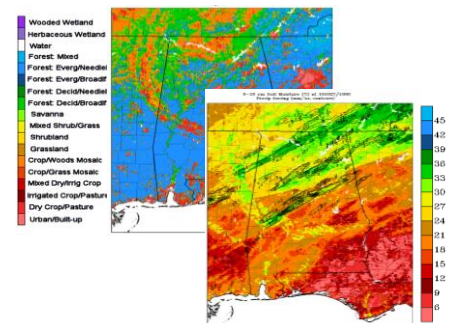 Wooded Wetland
Herbaceous Wetland
Water
Forest: Mixed
Forest: Everg/Needlel
Forest: Everg/Broadlf
Forest: Decid/Needlel
Forest: Decid/Broadlf
Savanna
Mixed Shrub/Grass
Shrubland
Grassland
Crop/Woods Mosaic
Crop/Grass Mosaic
Mixed Dry/Irrig Crop
Irrigated Crop/Pasture
Dry Crop/Pasture
Urban/Built-up
45
42
39
36
33
30
27
24
21
18
15
12
9
6